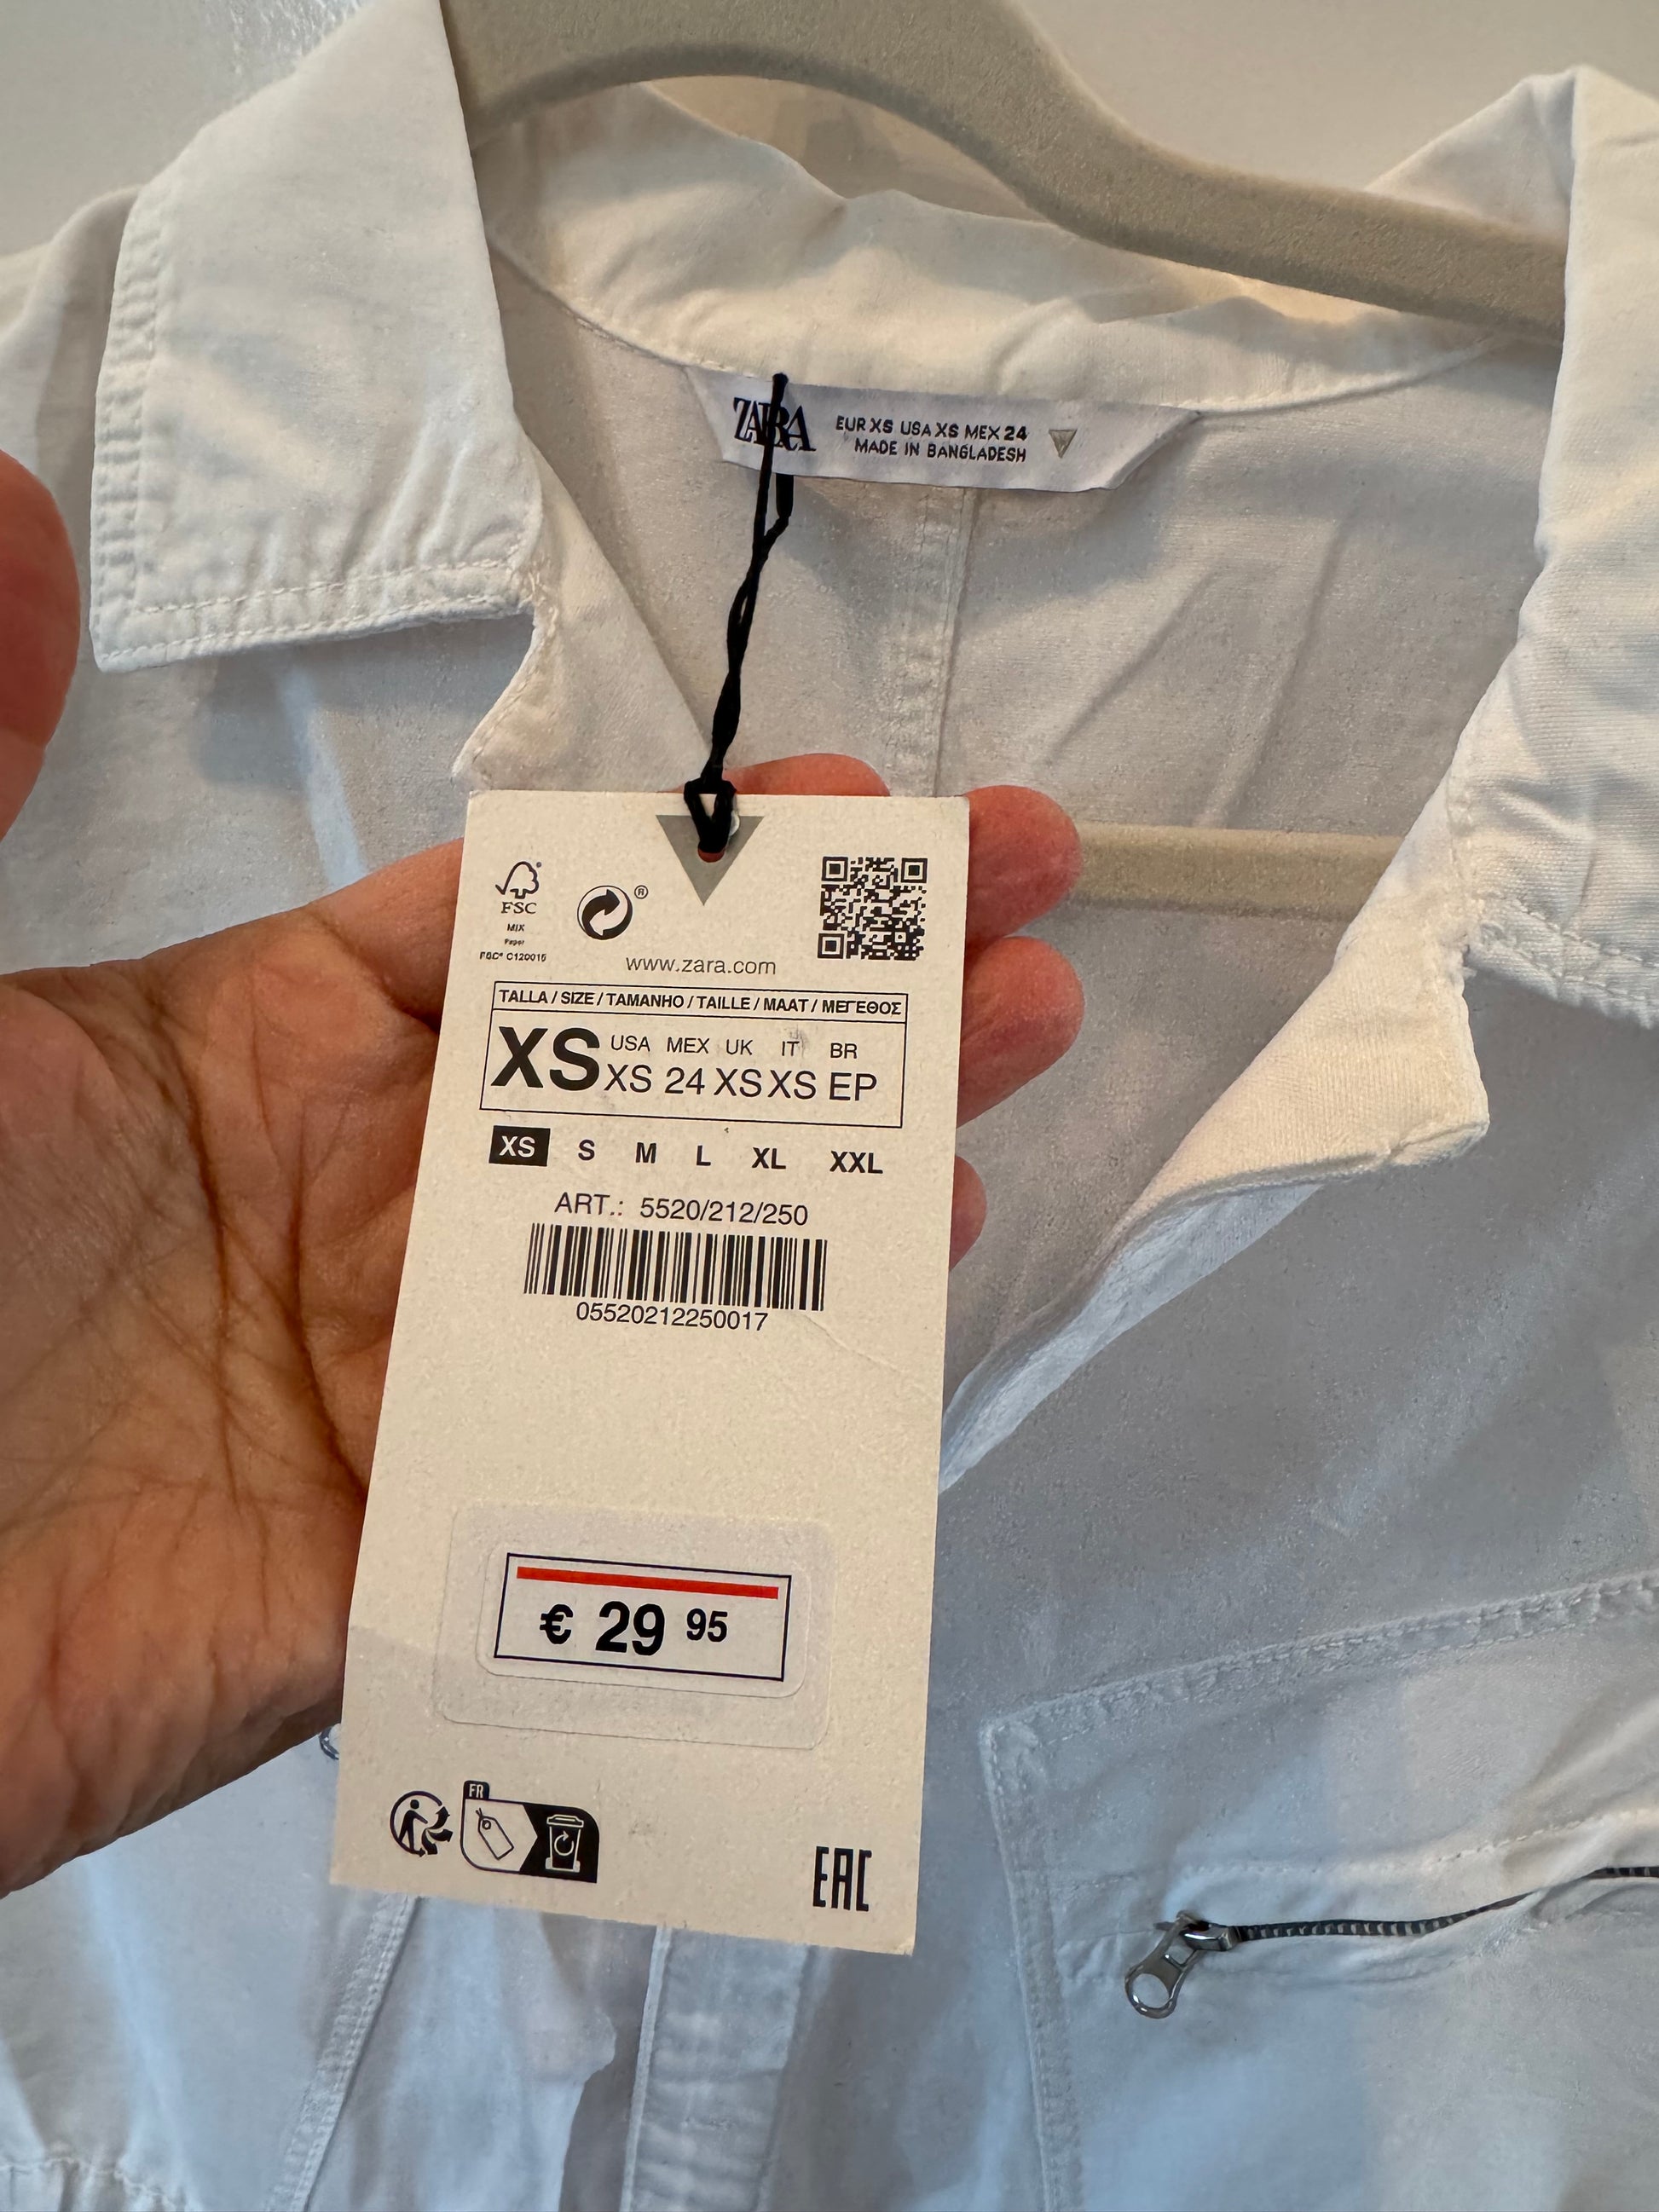 ZARA
EUR XS USA XS MEX 24
MADE IN BANGLADESH
FSC
MIX
Paper
FSC® C120015
®
www.zara.com
TALLA / SIZE / TAMANHO / TAILLE / MAAT / ΜΕΓΕΘΟΣ
XS
USA MEX UK IT BR
XS 24 XS XS EP
XS S M L XL XXL
ART.: 5520/212/250
05520212250017
€ 29 95
FR
EAC